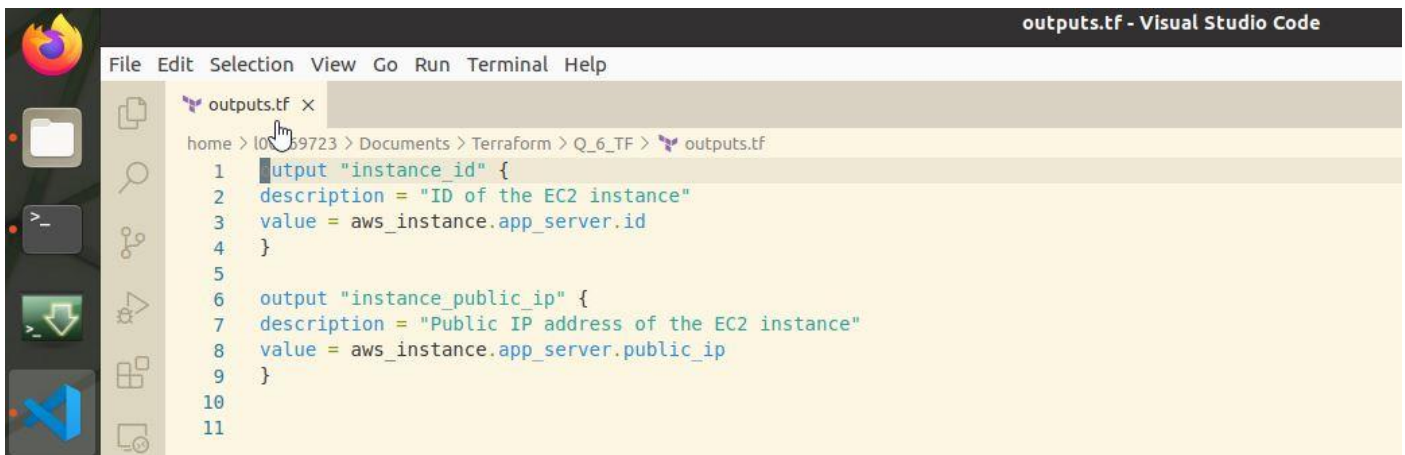 outputs.tf - Visual Studio Code
File Edit Selection View Go Run Terminal Help
outputs.tf ×
home > > Documents > Terraform > Q_6_TF > outputs.tf
1 output "instance_id" {
2 description = "ID of the EC2 instance"
3 value = aws_instance.app_server.id
4 }
5
6 output "instance_public_ip" {
7 description = "Public IP address of the EC2 instance"
8 value = aws_instance.app_server.public_ip
9 }
10
11